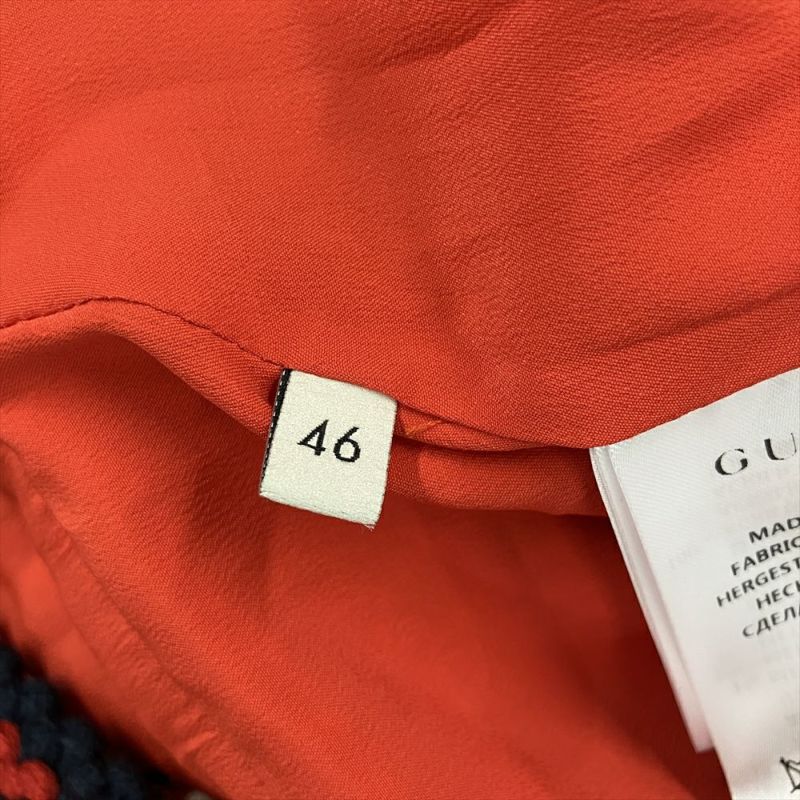 46
GU
MAD
FABRIC
HERGEST
HECH
СДЕЛА